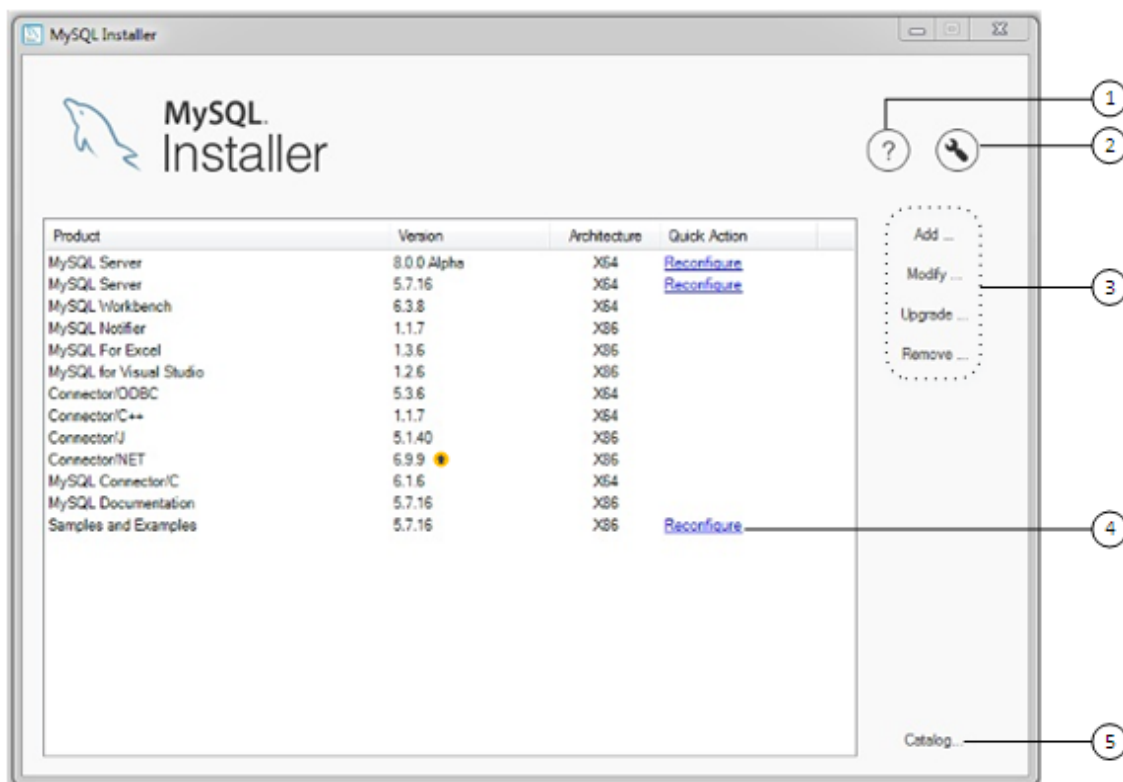 MySQL Installer
MySQL.
Installer
1
?
2
Product Version Architecture Quick Action
MySQL Server 8.0.0 Alpha X64 Reconfigure
MySQL Server 5.7.16 X64 Reconfigure
MySQL Workbench 6.3.8 X64
MySQL Notifier 1.1.7 X86
MySQL For Excel 1.3.6 X86
MySQL for Visual Studio 1.2.6 X86
Connector/ODBC 5.3.6 X64
Connector/C++ 1.1.7 X64
Connector/J 5.1.40 X86
Connector/NET 6.9.9 X86
MySQL Connector/C 6.1.6 X64
MySQL Documentation 5.7.16 X86
Samples and Examples 5.7.16 X86 Reconfigure
Add ...
Modify ...
Upgrade ...
Remove ...
3
4
Catalog...
5